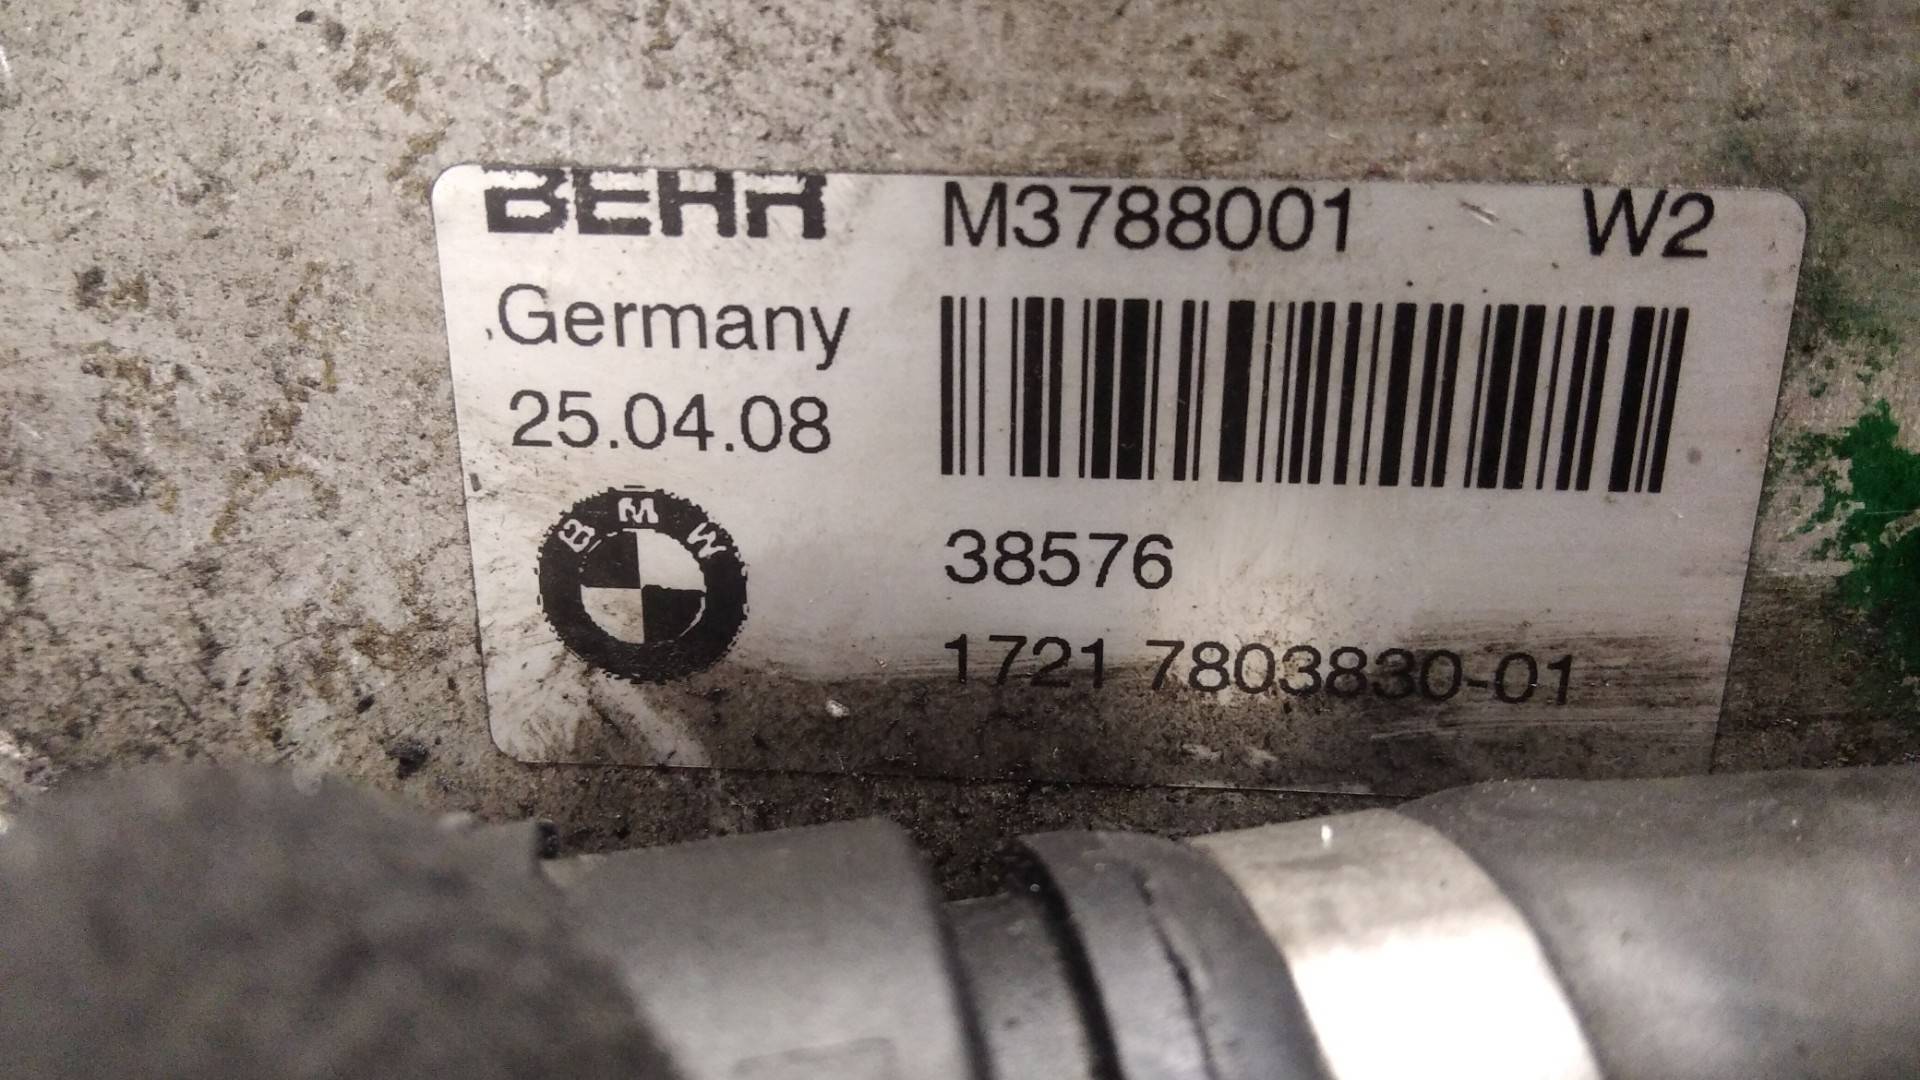 BEHR M3788001 W2
Germany
25.04.08
BMW
38576
1721 7803830-01